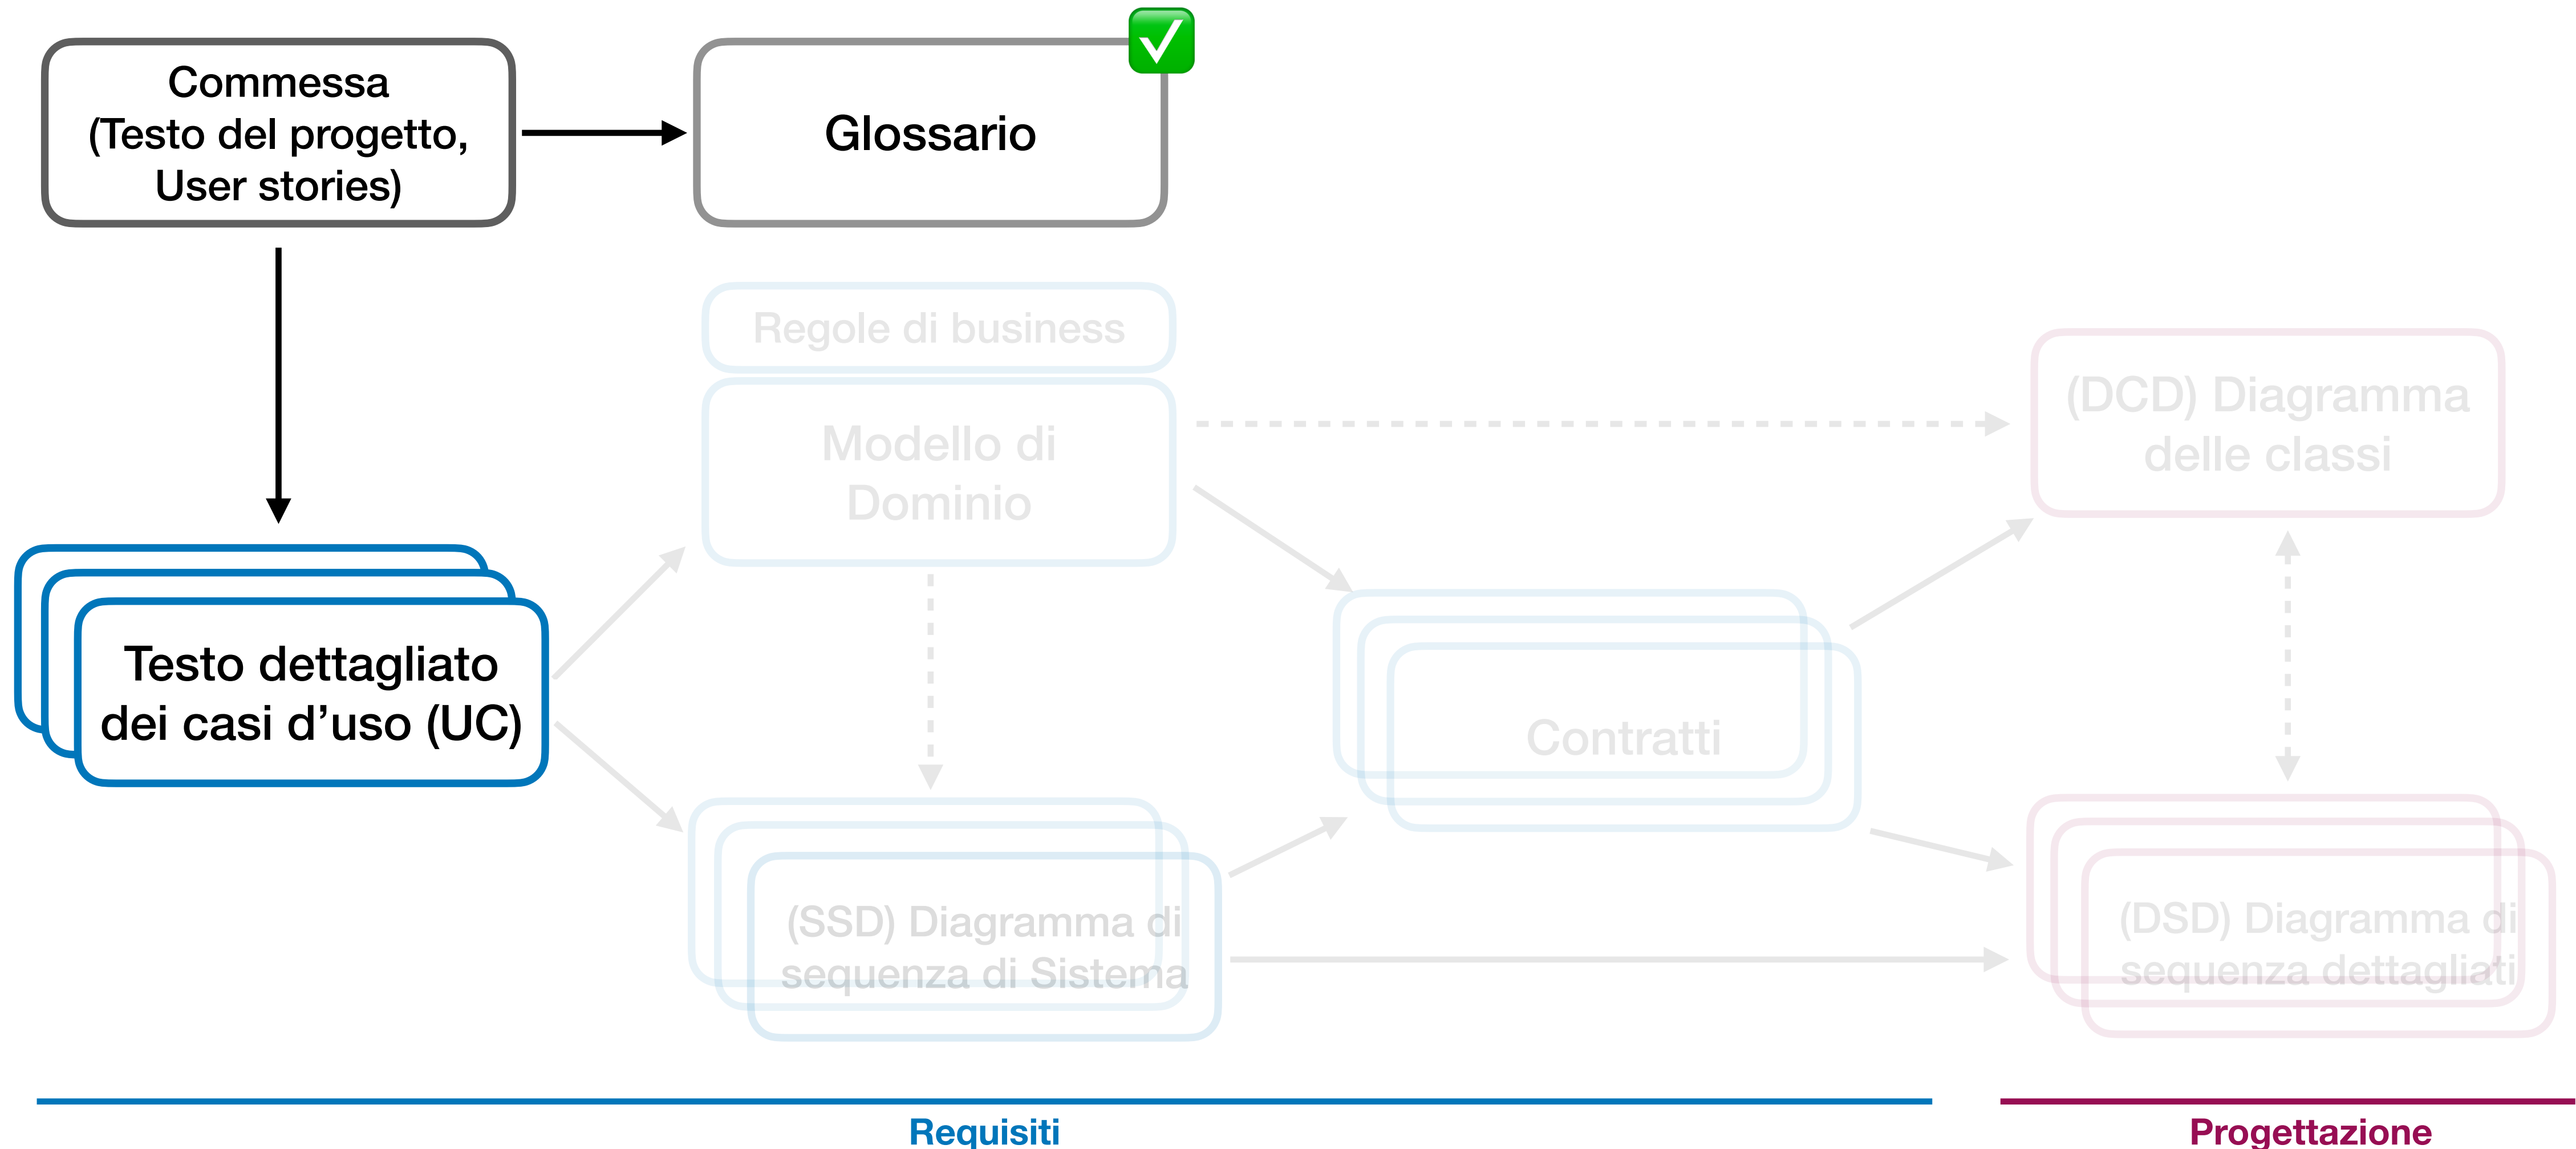 Commessa
(Testo del progetto,
User stories)
Glossario
Regole di business
Modello di
Dominio
(DCD) Diagramma
delle classi
Testo dettagliato
dei casi d’uso (UC)
Contratti
(SSD) Diagramma di
sequenza di Sistema
(DSD) Diagramma di
sequenza dettagliati
Requisiti
Progettazione